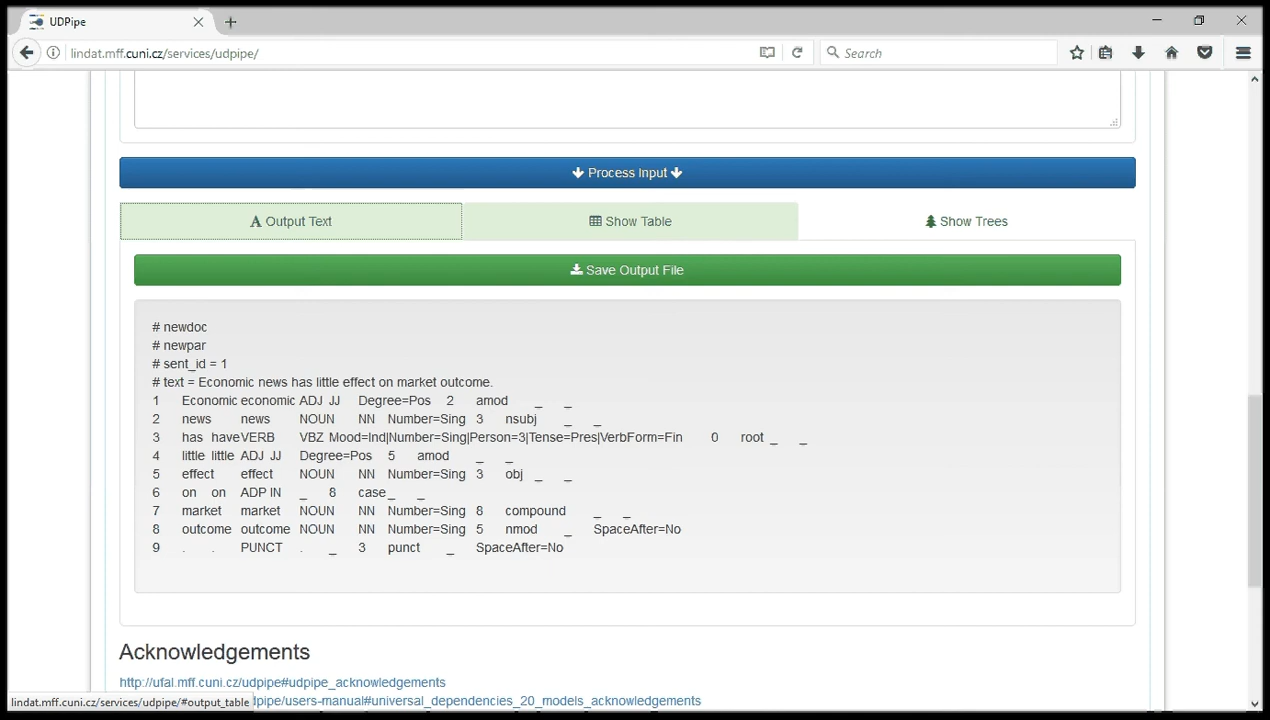 UDPipe
lindat.mff.cuni.cz/services/udpipe/
Search
Process Input
Output Text
Show Table
Show Trees
Save Output File
# newdoc
# newpar
# sent_id = 1
# text = Economic news has little effect on market outcome.
1 Economic economic ADJ JJ Degree=Pos 2 amod _ _
2 news news NOUN NN Number=Sing 3 nsubj _ _
3 has have VERB VBZ Mood=Ind|Number=Sing|Person=3|Tense=Pres|VerbForm=Fin 0 root _ _
4 little little ADJ JJ Degree=Pos 5 amod _ _
5 effect effect NOUN NN Number=Sing 3 obj _ _
6 on on ADP IN _ 8 case _ _
7 market market NOUN NN Number=Sing 8 compound _ _
8 outcome outcome NOUN NN Number=Sing 5 nmod _ SpaceAfter=No
9 . . PUNCT . _ 3 punct _ SpaceAfter=No
Acknowledgements
http://ufal.mff.cuni.cz/udpipe#udpipe_acknowledgements
lindat.mff.cuni.cz/services/udpipe/#output_table
dpipe/users-manual#universal_dependencies_20_models_acknowledgements